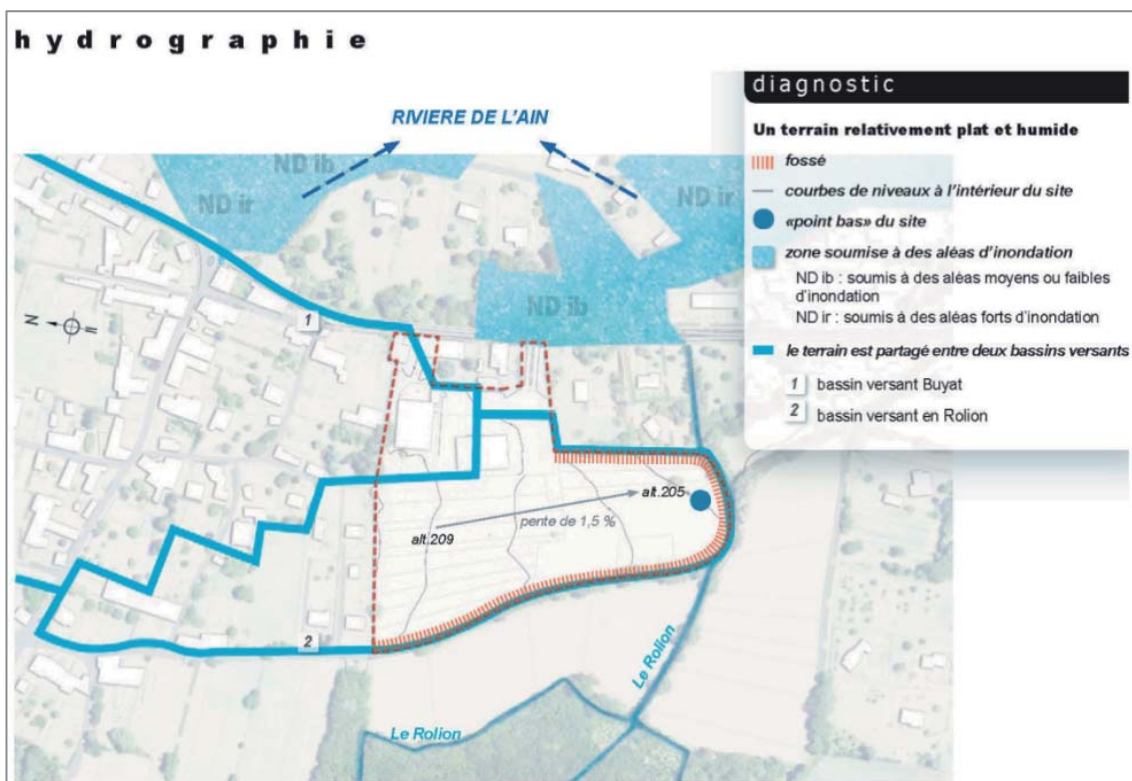 hydrographie
diagnostic
Un terrain relativement plat et humide
fossé
courbes de niveaux à l'intérieur du site
«point bas» du site
zone soumise à des aléas d'inondation
ND ib : soumis à des aléas moyens ou faibles
d'inondation
ND ir : soumis à des aléas forts d'inondation
le terrain est partagé entre deux bassins versants
1 bassin versant Buyat
2 bassin versant en Rolion
RIVIERE DE L'AIN
ND ib
ND ir
ND ir
ND ib
1
N
alt.205
pente de 1,5 %
alt.209
2
Le Rolion
Le Rolion